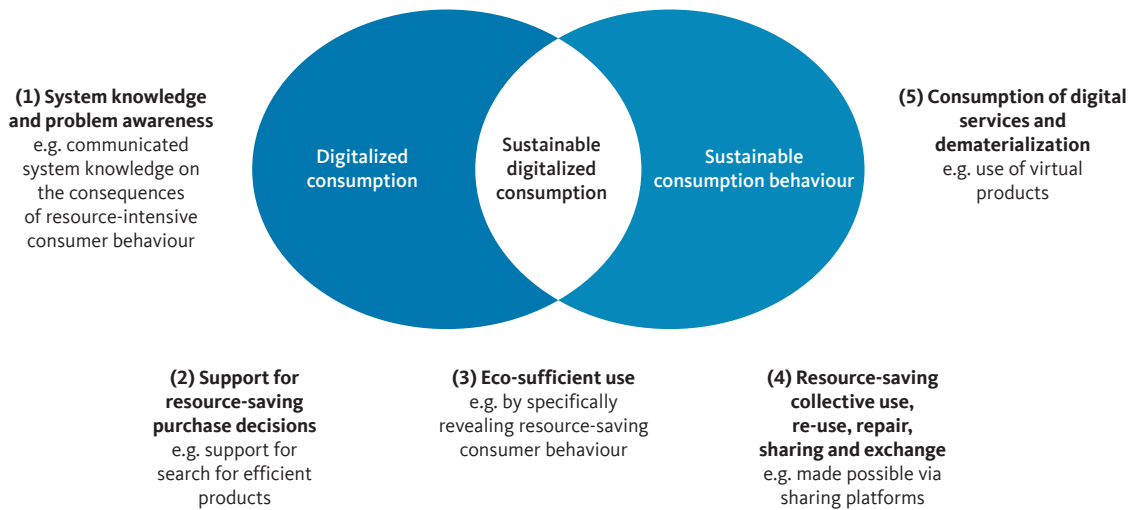 (1) System knowledge
and problem awareness
e.g. communicated
system knowledge on
the consequences
of resource-intensive
consumer behaviour
Digitalized
consumption
Sustainable
digitalized
consumption
Sustainable
consumption behaviour
(5) Consumption of digital
services and
dematerialization
e.g. use of virtual
products
(2) Support for
resource-saving
purchase decisions
e.g. support for
search for efficient
products
(3) Eco-sufficient use
e.g. by specifically
revealing resource-saving
consumer behaviour
(4) Resource-saving
collective use,
re-use, repair,
sharing and exchange
e.g. made possible via
sharing platforms